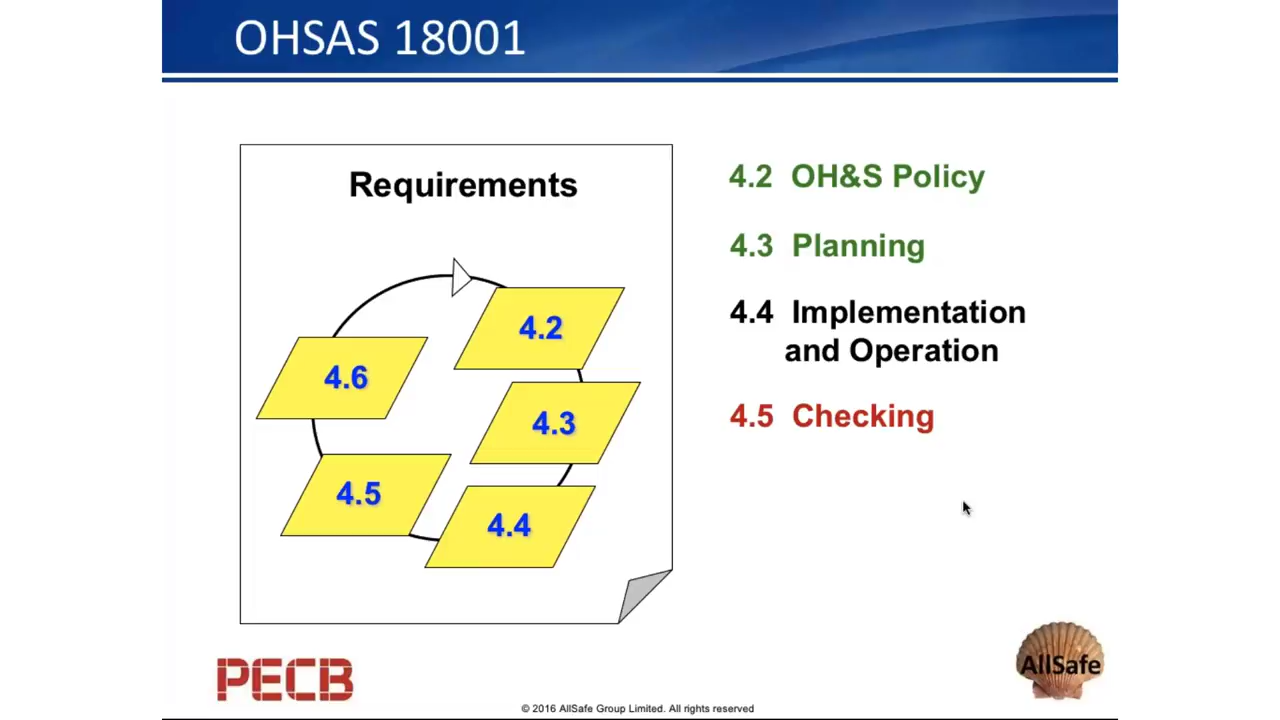 OHSAS 18001
Requirements
4.2
4.3
4.4
4.5
4.6
4.2 OH&S Policy
4.3 Planning
4.4 Implementation
and Operation
4.5 Checking
PECB
AllSafe
© 2016 AllSafe Group Limited. All rights reserved